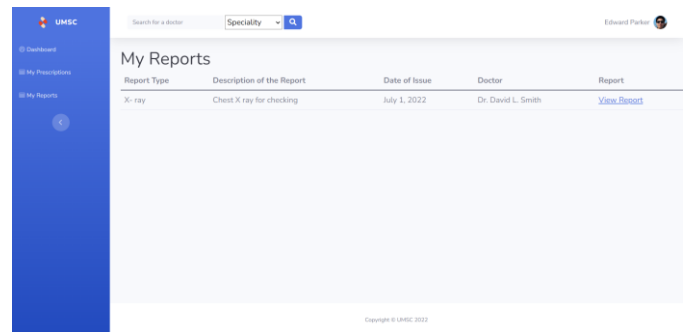 UMSC
Search for a doctor
Speciality
Edward Parker
Dashboard
My Prescriptions
My Reports
My Reports
Report Type Description of the Report Date of Issue Doctor Report
X- ray Chest X ray for checking July 1, 2022 Dr. David L. Smith View Report
Copyright © UMSC 2022